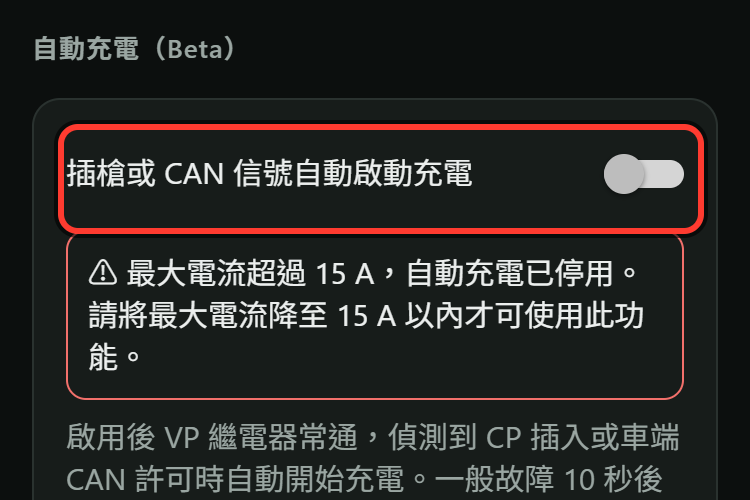 自動充電（Beta）
插槍或 CAN 信號自動啟動充電
⚠ 最大電流超過 15 A，自動充電已停用。
請將最大電流降至 15 A 以內才可使用此功
能。
啟用後 VP 繼電器常通，偵測到 CP 插入或車端
CAN 許可時自動開始充電。一般故障 10 秒後